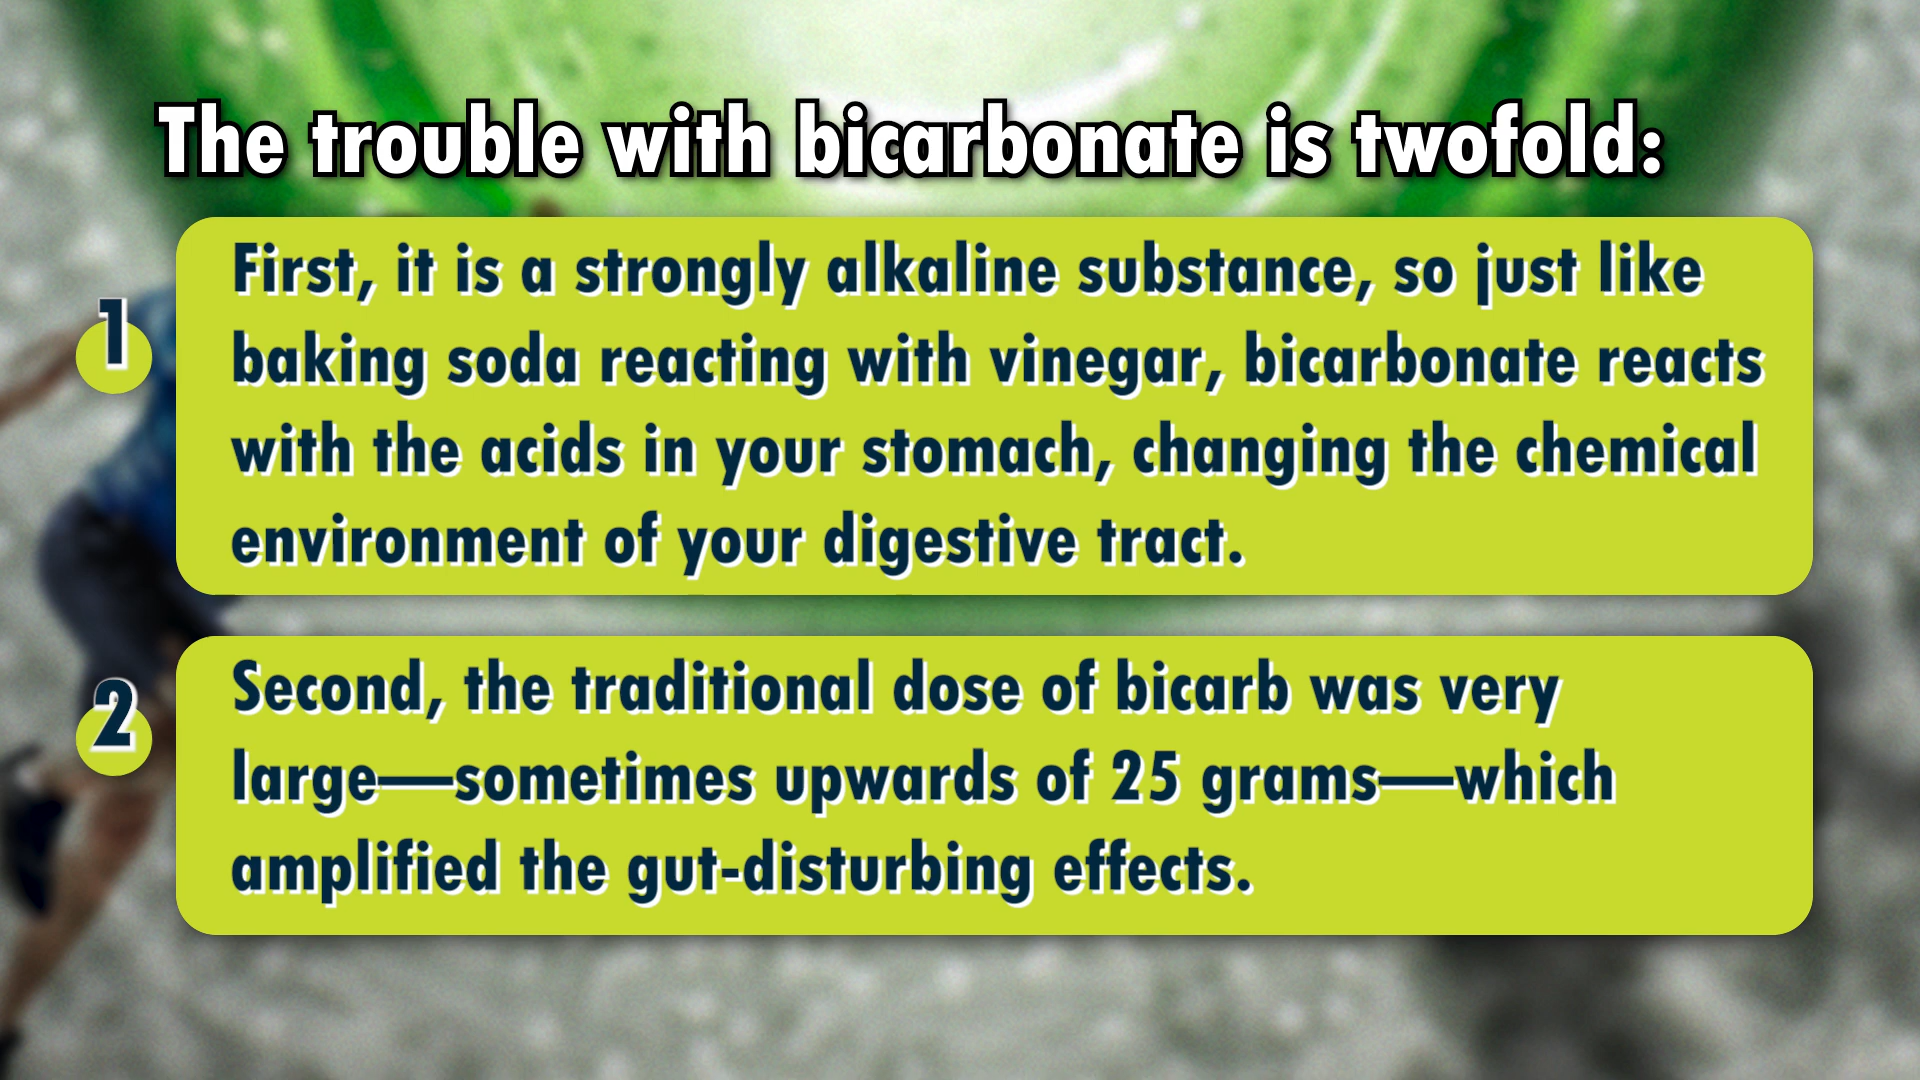 The trouble with bicarbonate is twofold:
1
First, it is a strongly alkaline substance, so just like
baking soda reacting with vinegar, bicarbonate reacts
with the acids in your stomach, changing the chemical
environment of your digestive tract.
2
Second, the traditional dose of bicarb was very
large—sometimes upwards of 25 grams—which
amplified the gut-disturbing effects.